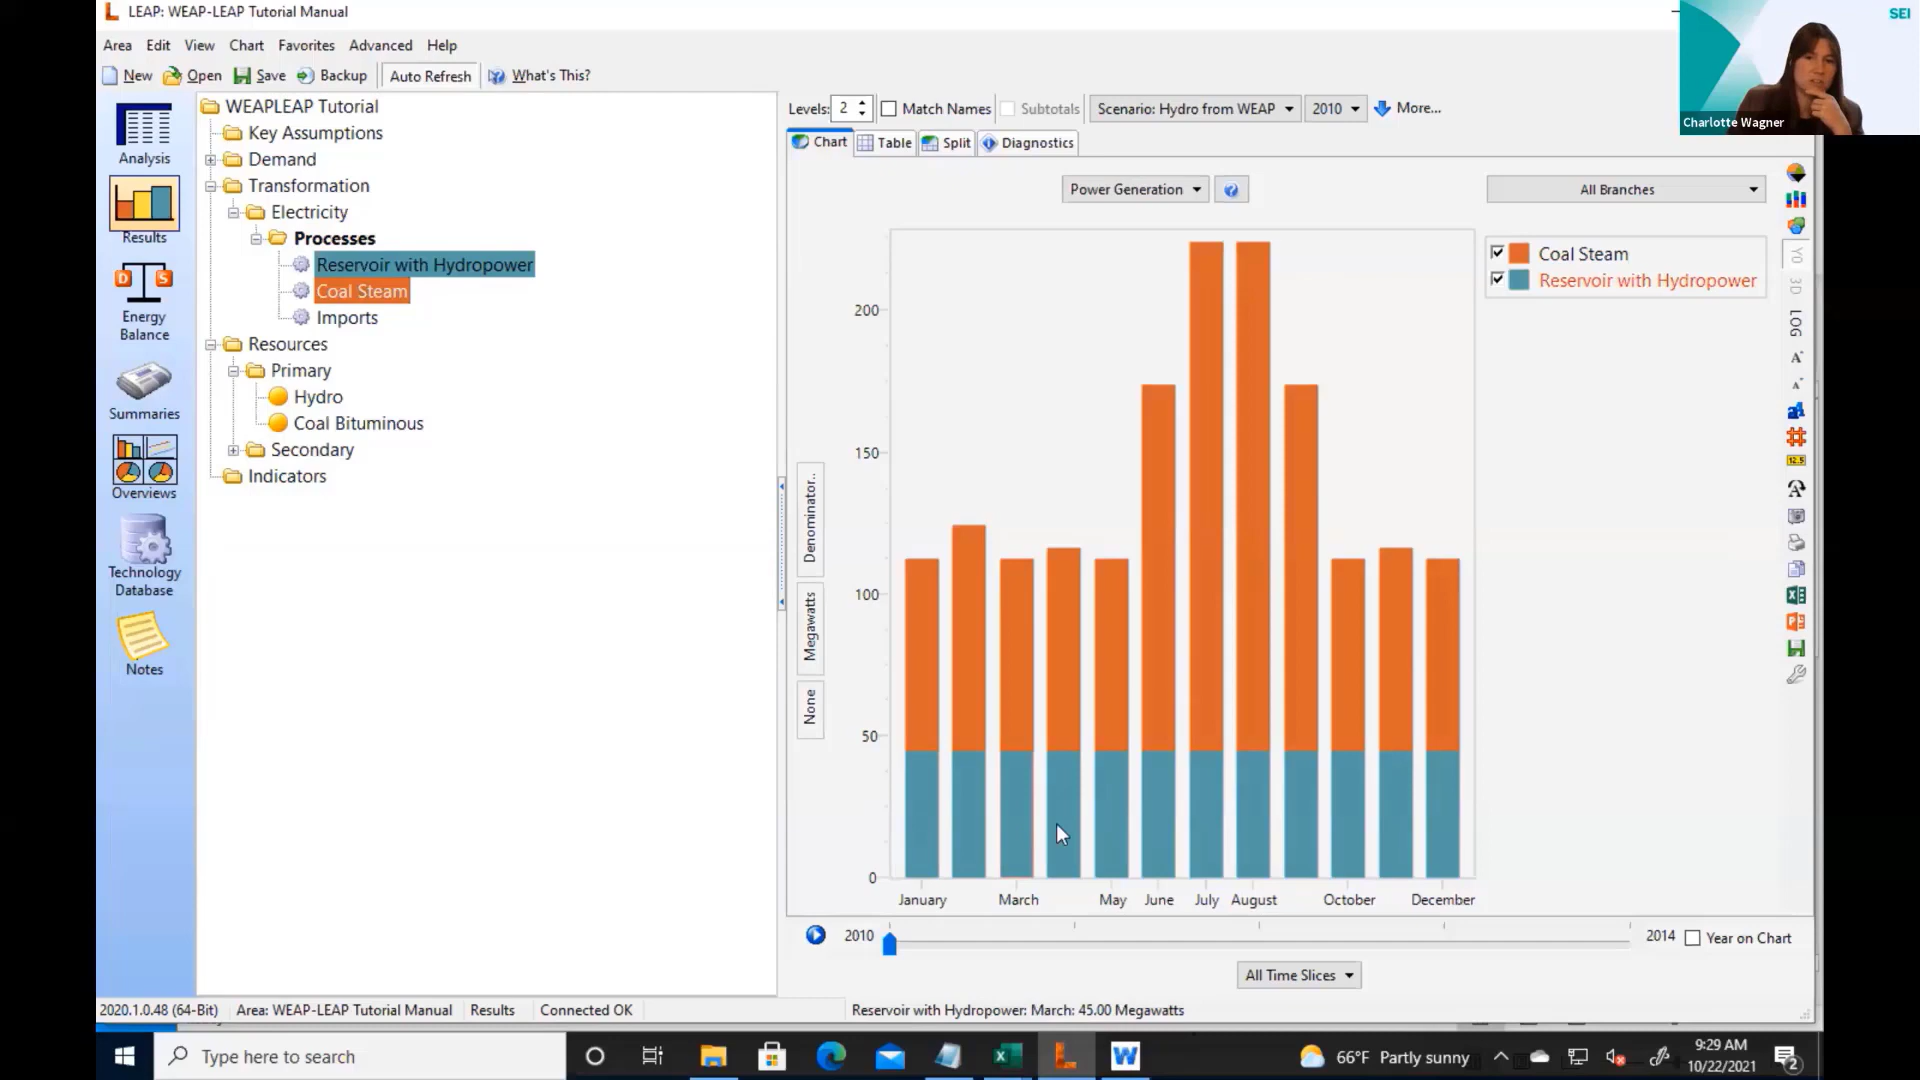 LEAP: WEAP-LEAP Tutorial Manual
SEI
Charlotte Wagner
Area Edit View Chart Favorites Advanced Help
New Open Save Backup Auto Refresh What's This?
Analysis
Results
Energy
Balance
Summaries
Overviews
Technology
Database
Notes
WEAPLEAP Tutorial
Key Assumptions
Demand
Transformation
Electricity
Processes
Reservoir with Hydropower
Coal Steam
Imports
Resources
Primary
Hydro
Coal Bituminous
Secondary
Indicators
Levels: 2 Match Names Subtotals Scenario: Hydro from WEAP 2010 More...
Chart Table Split Diagnostics
Power Generation
All Branches
Coal Steam
Reservoir with Hydropower
Denominator..
Megawatts
None
200
150
100
50
0
January March May June July August October December
Y0
3D
LOG
A
A
a
12.5
A
2010 2014 Year on Chart
All Time Slices
2020.1.0.48 (64-Bit) Area: WEAP-LEAP Tutorial Manual Results Connected OK Reservoir with Hydropower: March: 45.00 Megawatts
Type here to search
66°F Partly sunny
9:29 AM
10/22/2021
2